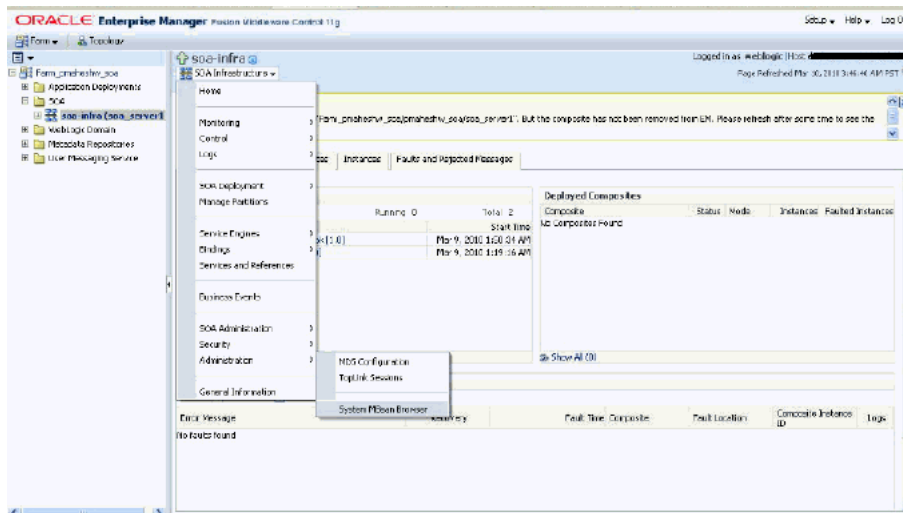 ORACLE Enterprise Manager Fusion Middleware Control 11g
Setup Help Log O
Farm Topology
soa-infra
Logged in as weblogic |Host
SOA Infrastructure
Page Refreshed Mar 10, 2010 3:46:46 AM PST
Farm_pmaheshw_soa
Application Deployments
SOA
soa-infra (soa_server1
WebLogic Domain
Metadata Repositories
User Messaging Service
Home
Monitoring
Control
Logs
SOA Deployment
Manage Partitions
Service Engines
Bindings
Services and References
Business Events
SOA Administration
Security
Administration
General Information
MDS Configuration
TopLink Sessions
System MBean Browser
/Farm_pmaheshw_soa/pmaheshw_soa/soa_server1". But the composite has not been removed from EM. Please refresh after some time to see the
Instances Faults and Rejected Messages
Running 0 Total 2
Start Time
[1.0] Mar 9, 2010 1:50:34 AM
Mar 9, 2010 1:19:16 AM
Deployed Composites
Composite Status Mode Instances Faulted Instances
No Composites Found
Show All (0)
Error Message Recovery Fault Time Composite Fault Location Composite Instance ID Logs
No faults found